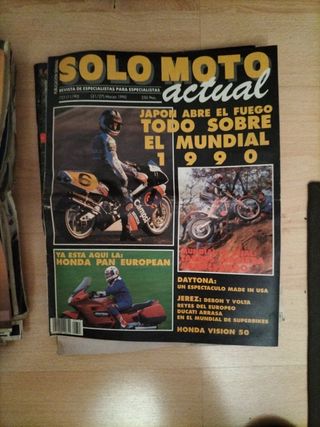 SOLO MOTO
actual
REVISTA DE ESPECIALISTAS PARA ESPECIALISTAS
JAPON ABRE EL FUEGO
TODO SOBRE
EL MUNDIAL
1990
YA ESTA AQUI LA:
HONDA PAN EUROPEAN
DAYTONA:
UN ESPECTACULO MADE IN USA
JEREZ: DEBON Y VOLTA
REYES DEL EUROPEO
DUCATI ARRASA
EN EL MUNDIAL DE SUPERBIKES
HONDA VISION 50